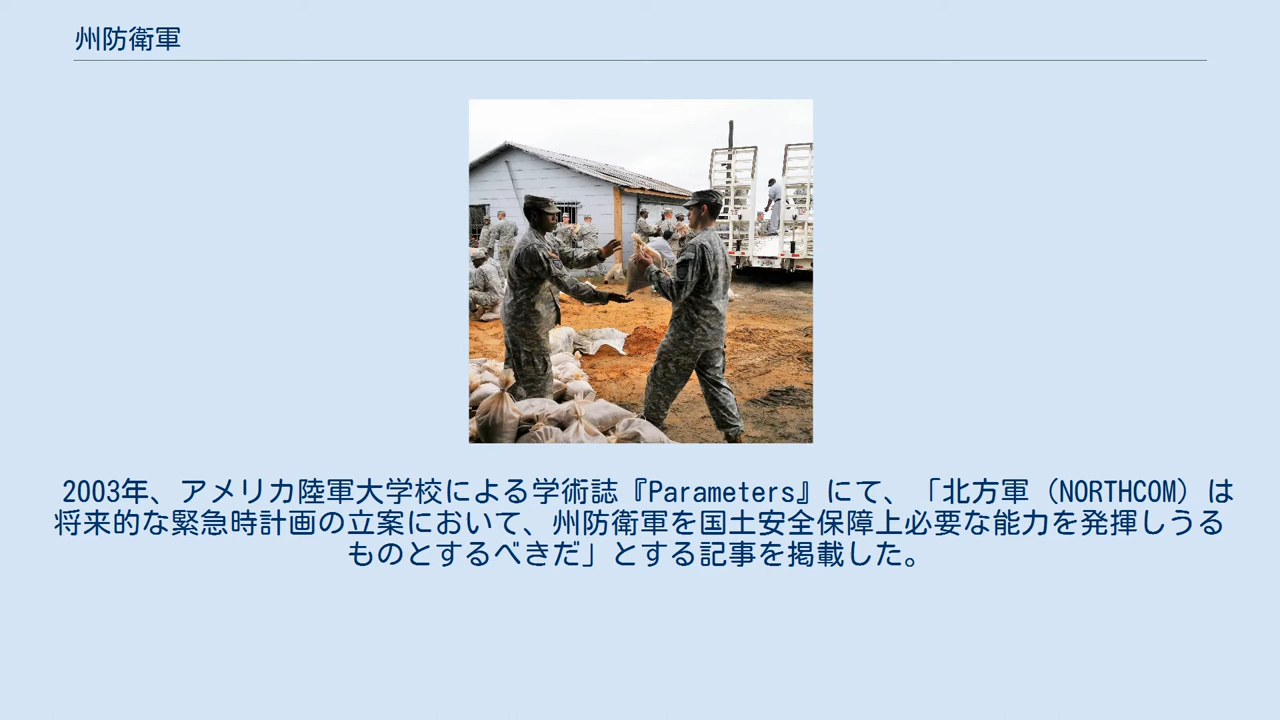 州防衛軍
2003年、アメリカ陸軍大学校による学術誌『Parameters』にて、「北方軍（NORTHCOM）は
将来的な緊急時計画の立案において、州防衛軍を国土安全保障上必要な能力を発揮しうる
ものとするべきだ」とする記事を掲載した。